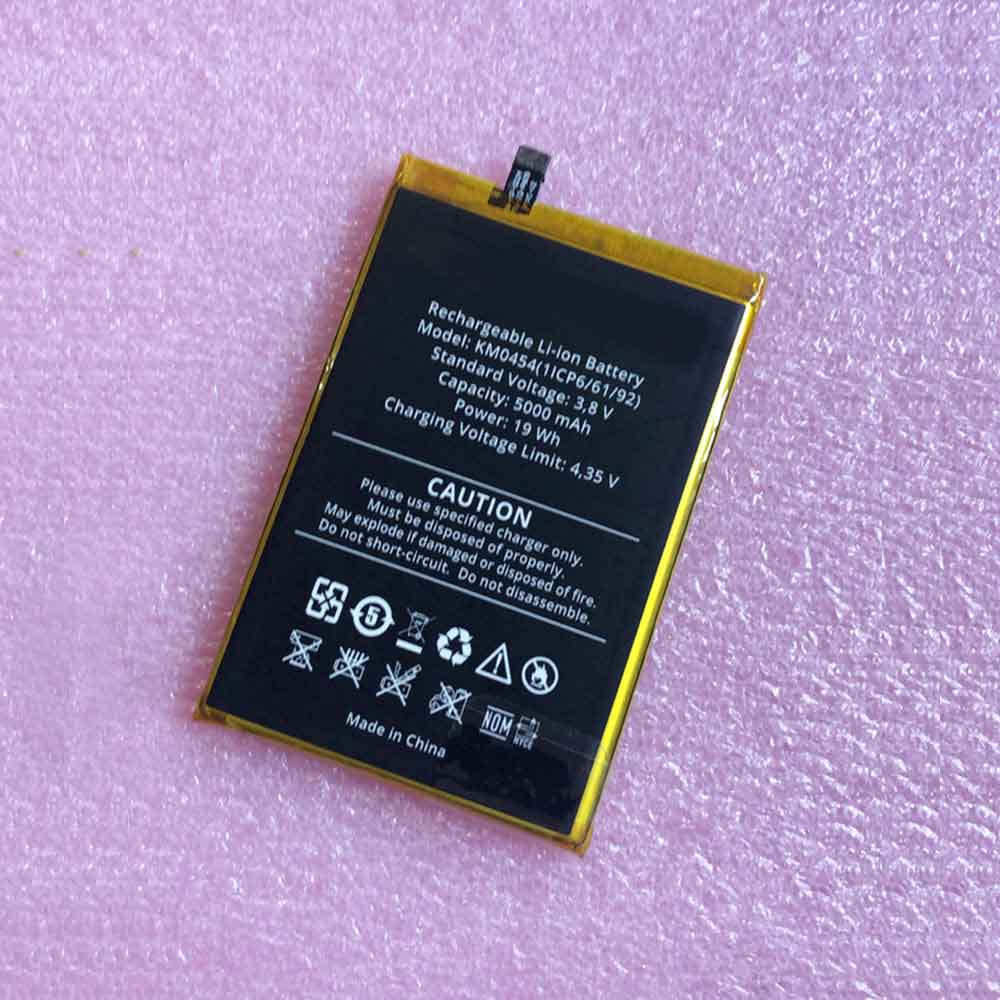 Rechargeable Li-ion Battery
Model: KM0454(1ICP6/61/92)
Standard Voltage: 3,8 V
Capacity: 5000 mAh
Power: 19 Wh
Charging Voltage Limit: 4,35 V
CAUTION
Please use specified charger only.
Must be disposed of properly.
May explode if damaged or disposed of fire.
Do not short-circuit. Do not disassemble.
5
NOM
NYCE
Made in China